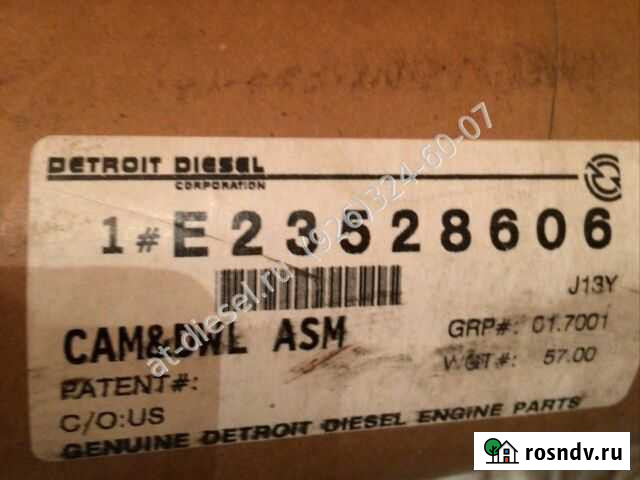 DETROIT DIESEL
CORPORATION
1# E23528606
J13Y
CAM&DWL ASM
GRP#: 01.7001
WGT#: 57.00
PATENT#:
C/O:US
GENUINE DETROIT DIESEL ENGINE PARTS
at-diesel.ru (926)324-60-07
rosndv.ru